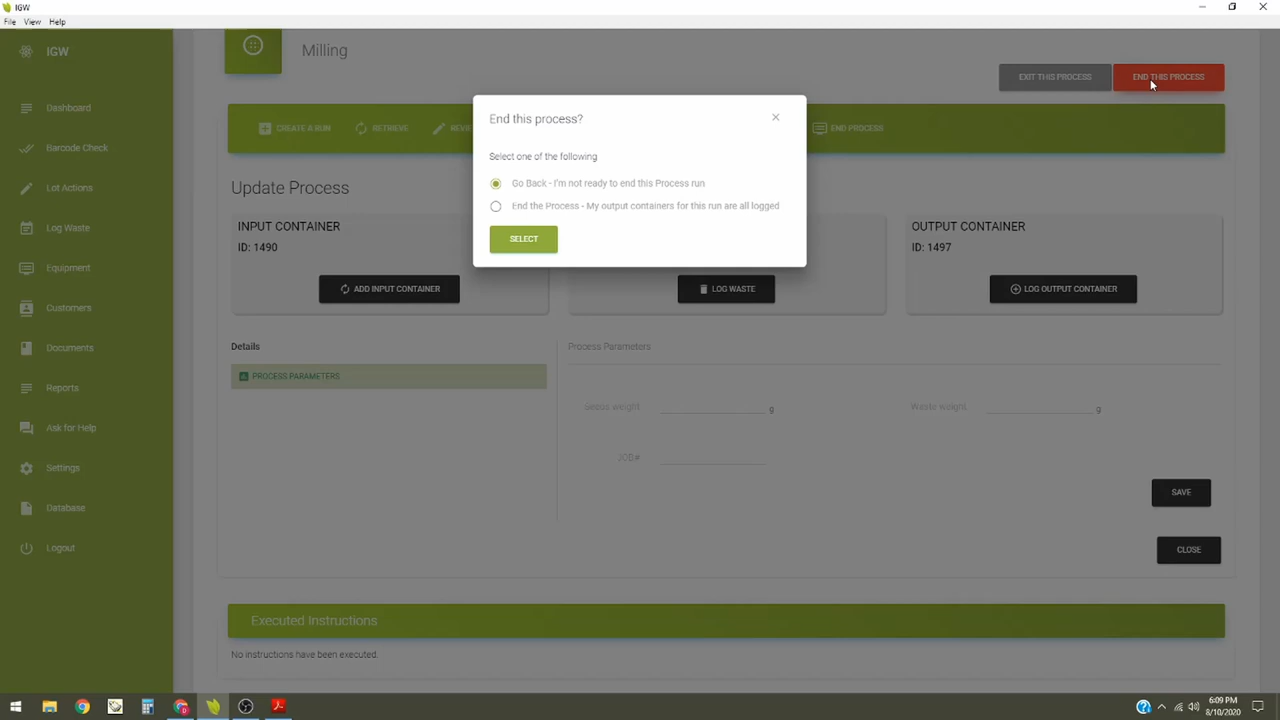 IGW
File View Help
IGW
Milling
EXIT THIS PROCESS
END THIS PROCESS
Dashboard
Barcode Check
Lot Actions
Log Waste
Equipment
Customers
Documents
Reports
Ask for Help
Settings
Database
Logout
CREATE A RUN
RETRIEVE
END PROCESS
End this process?
Select one of the following
Go Back - I'm not ready to end this Process run
End the Process - My output containers for this run are all logged
SELECT
Update Process
INPUT CONTAINER
ID: 1490
ADD INPUT CONTAINER
LOG WASTE
OUTPUT CONTAINER
ID: 1497
LOG OUTPUT CONTAINER
Details
PROCESS PARAMETERS
Process Parameters
Seeds weight g
Waste weight g
JOB#
SAVE
CLOSE
Executed Instructions
No instructions have been executed.
6:09 PM
8/10/2020